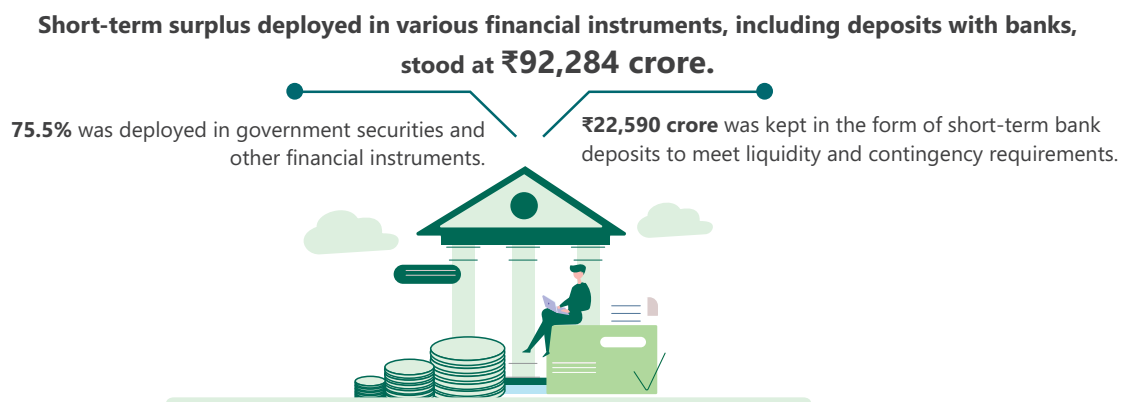 Short-term surplus deployed in various financial instruments, including deposits with banks,
stood at ₹92,284 crore.
75.5% was deployed in government securities and
other financial instruments.
₹22,590 crore was kept in the form of short-term bank
deposits to meet liquidity and contingency requirements.